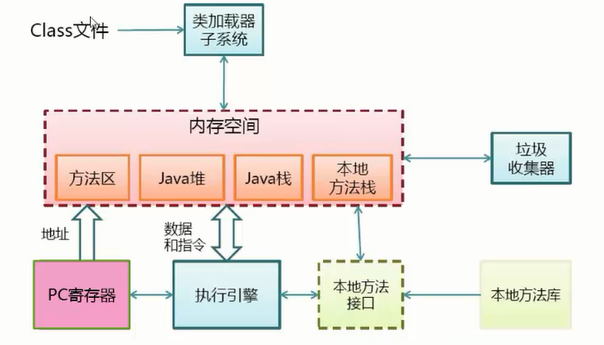 Class文件
类加载器
子系统
内存空间
方法区
Java堆
Java栈
本地
方法栈
垃圾
收集器
地址
数据
和指令
PC寄存器
执行引擎
本地方法
接口
本地方法库